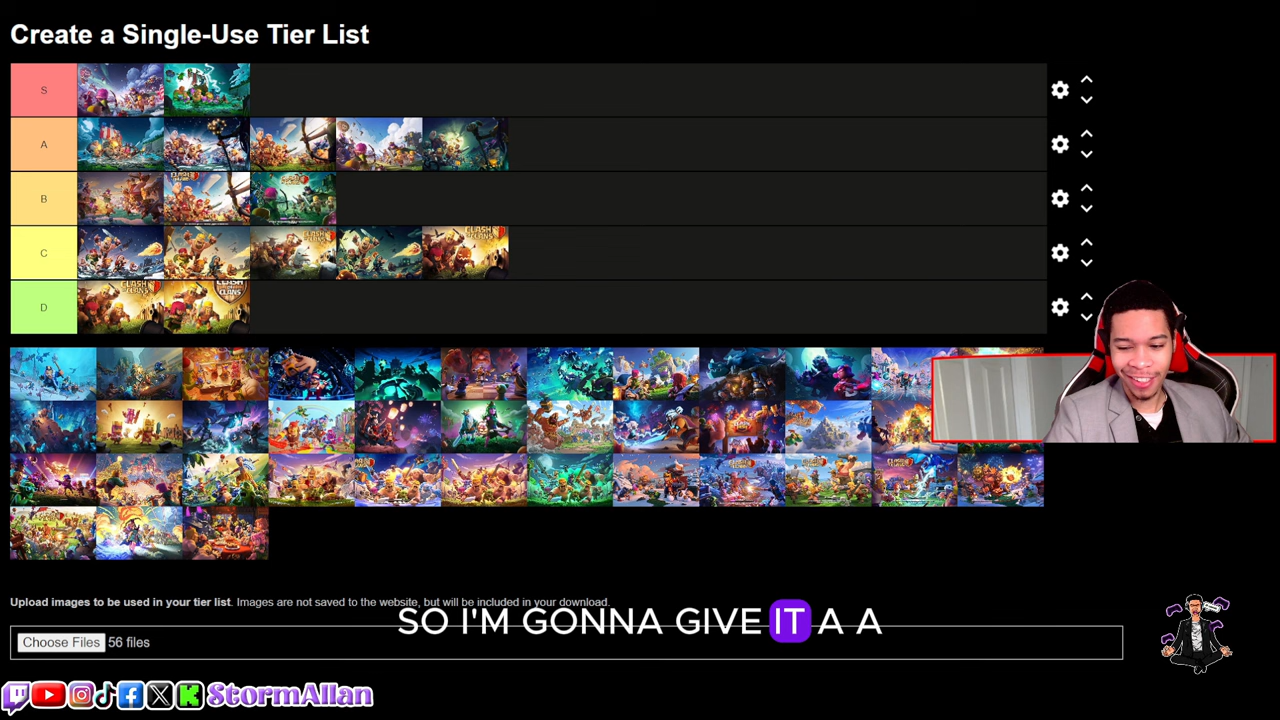 Create a Single-Use Tier List
S
A
B
C
D
Upload images to be used in your tier list. Images are not saved to the website, but will be included in your download.
SO I'M GONNA GIVE IT A A
Choose Files 56 files
StormAllan